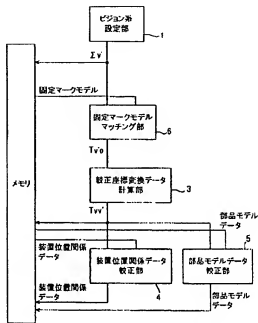 ビジョン系
設定部
1
Σv'
固定マークモデル
固定マークモデル
マッチング部
6
Tv'o
較正座標変換データ
計算部
3
Tvv'
メモリ
部品モデル
データ
装置位置関係
データ
装置位置関係データ
較正部
4
部品モデルデータ
較正部
5
装置位置関係
データ
部品モデル
データ